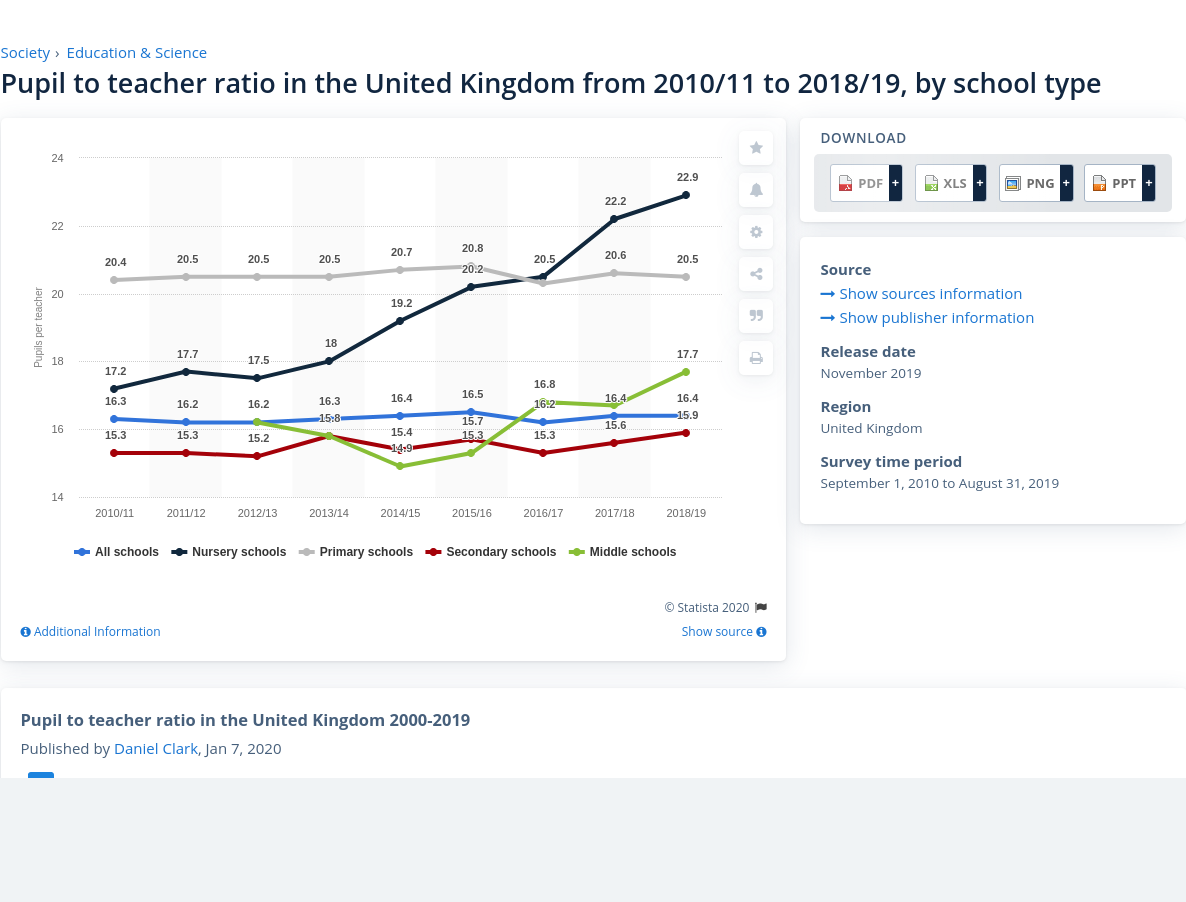 Society › Education & Science
Pupil to teacher ratio in the United Kingdom from 2010/11 to 2018/19, by school type
24
22
20
18
16
14
Pupils per teacher
22.9
22.2
20.4 20.5 20.5 20.5 20.7 20.8 20.5 20.6 20.5
20.2
19.2
17.2 17.7 17.5 18
17.7
16.8
16.3 16.2 16.2 16.3 16.4 16.5 16.2 16.4 16.4
15.3 15.3 15.2 15.8 15.4 15.7 15.3 15.6 15.9
14.9 15.3
2010/11 2011/12 2012/13 2013/14 2014/15 2015/16 2016/17 2017/18 2018/19
All schools Nursery schools Primary schools Secondary schools Middle schools
© Statista 2020
Additional Information Show source
DOWNLOAD
PDF + XLS + PNG + PPT +
Source
Show sources information
Show publisher information
Release date
November 2019
Region
United Kingdom
Survey time period
September 1, 2010 to August 31, 2019
Pupil to teacher ratio in the United Kingdom 2000-2019
Published by Daniel Clark, Jan 7, 2020